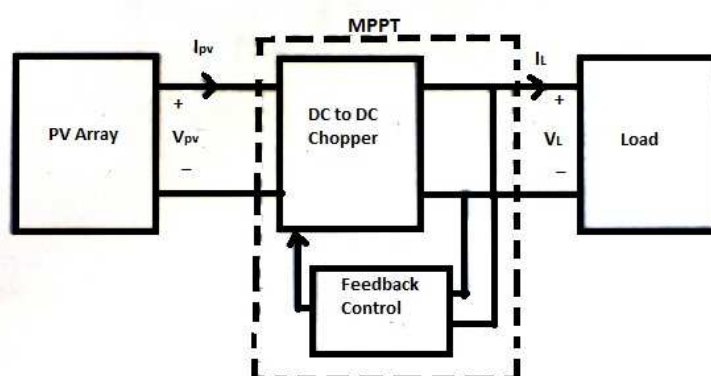 MPPT
Ipv
IL
PV Array
+
Vpv
–
DC to DC
Chopper
+
VL
–
Load
Feedback
Control